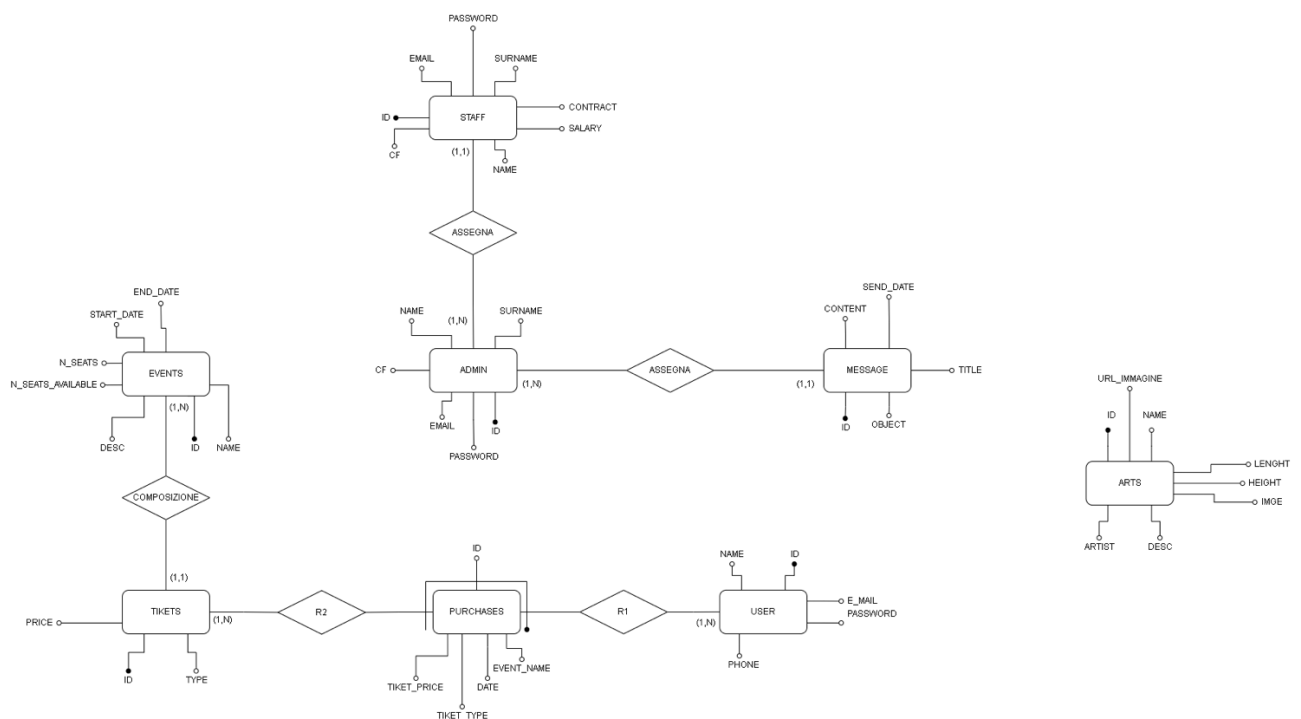 PASSWORD
EMAIL
SURNAME
CONTRACT
ID
STAFF
SALARY
CF
(1,1)
NAME
ASSEGNA
END_DATE
SEND_DATE
START_DATE
NAME
(1,N)
SURNAME
CONTENT
N_SEATS
EVENTS
CF
ADMIN
ASSEGNA
MESSAGE
TITLE
N_SEATS_AVAILABLE
(1,N)
(1,1)
URL_IMMAGINE
(1,N)
EMAIL
ID
ID
OBJECT
ID
NAME
DESC
ID
NAME
PASSWORD
LENGHT
ARTS
HEIGHT
COMPOSIZIONE
IMGE
ID
NAME
ID
ARTIST
DESC
(1,1)
E_MAIL
PRICE
TIKETS
R2
PURCHASES
R1
USER
PASSWORD
(1,N)
(1,N)
EVENT_NAME
PHONE
ID
TYPE
TIKET_PRICE
DATE
TIKET_TYPE